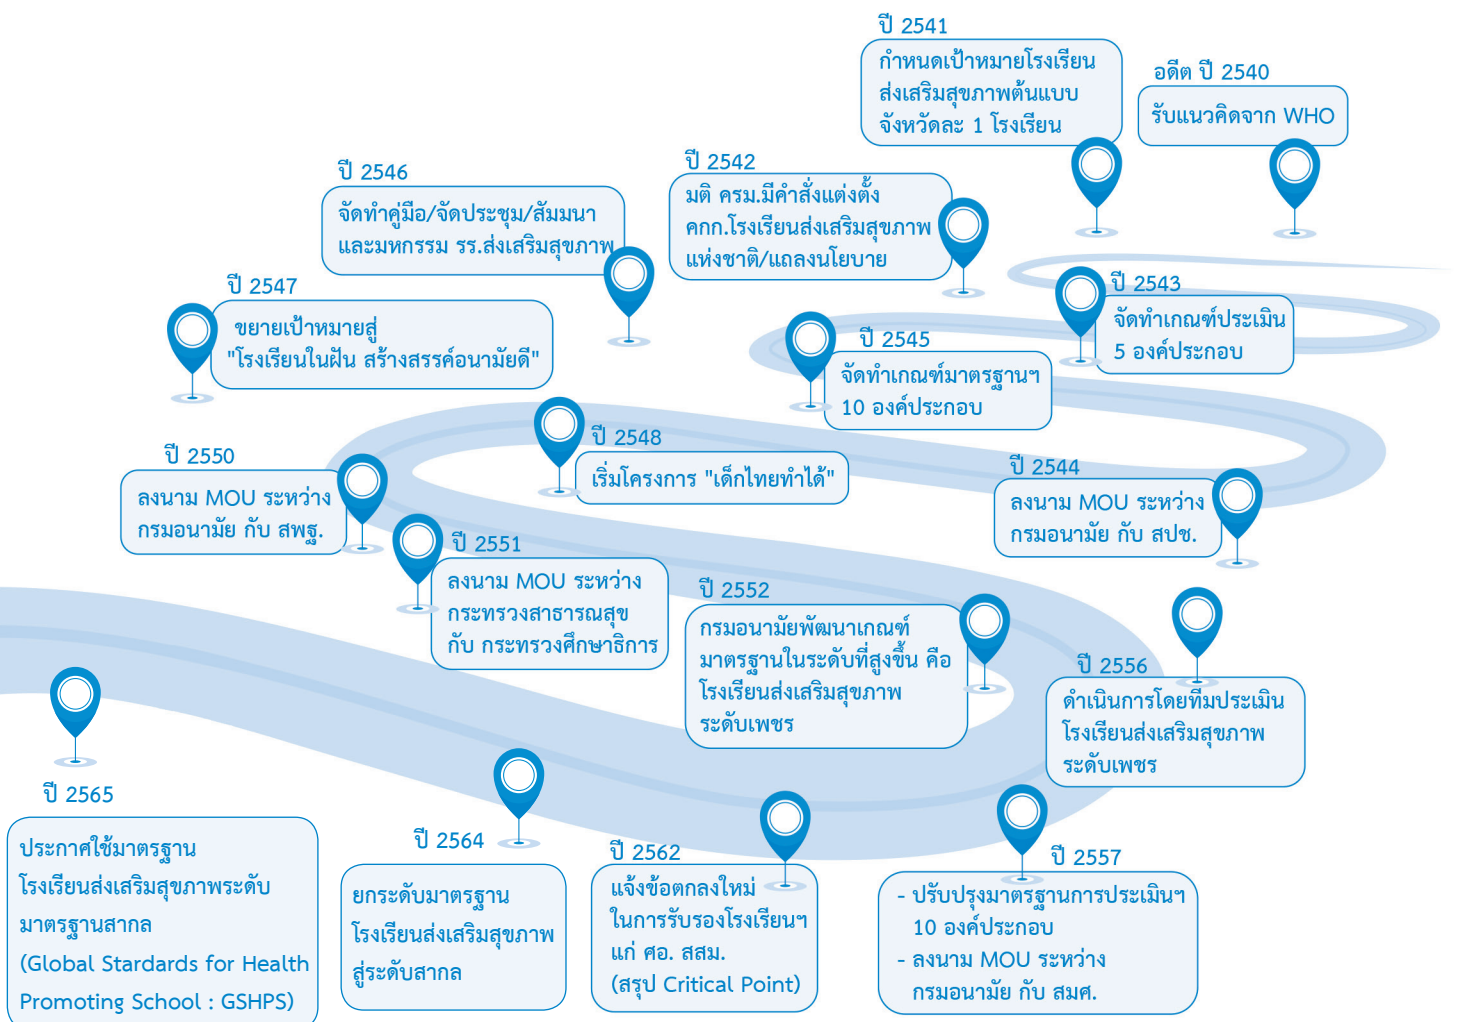 อดีต ปี 2540
รับแนวคิดจาก WHO
ปี 2541
กำหนดเป้าหมายโรงเรียน
ส่งเสริมสุขภาพต้นแบบ
จังหวัดละ 1 โรงเรียน
ปี 2542
มติ ครม.มีคำสั่งแต่งตั้ง
คกก.โรงเรียนส่งเสริมสุขภาพ
แห่งชาติ/แถลงนโยบาย
ปี 2543
จัดทำเกณฑ์ประเมิน
5 องค์ประกอบ
ปี 2544
ลงนาม MOU ระหว่าง
กรมอนามัย กับ สปช.
ปี 2545
จัดทำเกณฑ์มาตรฐานฯ
10 องค์ประกอบ
ปี 2546
จัดทำคู่มือ/จัดประชุม/สัมมนา
และมหกรรม รร.ส่งเสริมสุขภาพ
ปี 2547
ขยายเป้าหมายสู่
"โรงเรียนในฝัน สร้างสรรค์อนามัยดี"
ปี 2548
เริ่มโครงการ "เด็กไทยทำได้"
ปี 2550
ลงนาม MOU ระหว่าง
กรมอนามัย กับ สพฐ.
ปี 2551
ลงนาม MOU ระหว่าง
กระทรวงสาธารณสุข
กับ กระทรวงศึกษาธิการ
ปี 2552
กรมอนามัยพัฒนาเกณฑ์
มาตรฐานในระดับที่สูงขึ้น คือ
โรงเรียนส่งเสริมสุขภาพ
ระดับเพชร
ปี 2556
ดำเนินการโดยทีมประเมิน
โรงเรียนส่งเสริมสุขภาพ
ระดับเพชร
ปี 2557
- ปรับปรุงมาตรฐานการประเมินฯ
10 องค์ประกอบ
- ลงนาม MOU ระหว่าง
กรมอนามัย กับ สมศ.
ปี 2562
แจ้งข้อตกลงใหม่
ในการรับรองโรงเรียนฯ
แก่ ศอ. สสม.
(สรุป Critical Point)
ปี 2564
ยกระดับมาตรฐาน
โรงเรียนส่งเสริมสุขภาพ
สู่ระดับสากล
ปี 2565
ประกาศใช้มาตรฐาน
โรงเรียนส่งเสริมสุขภาพระดับ
มาตรฐานสากล
(Global Stardards for Health
Promoting School : GSHPS)